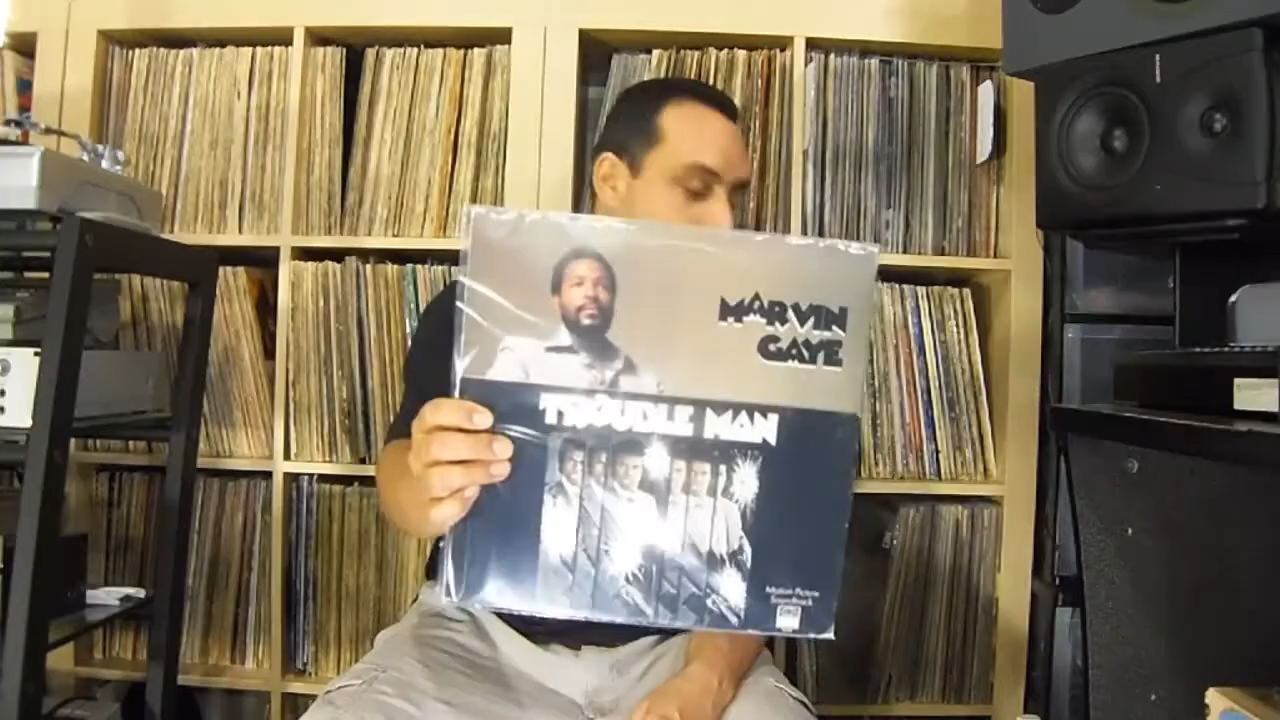 MARVIN
GAYE
TROUBLE MAN
Motion Picture
Soundtrack